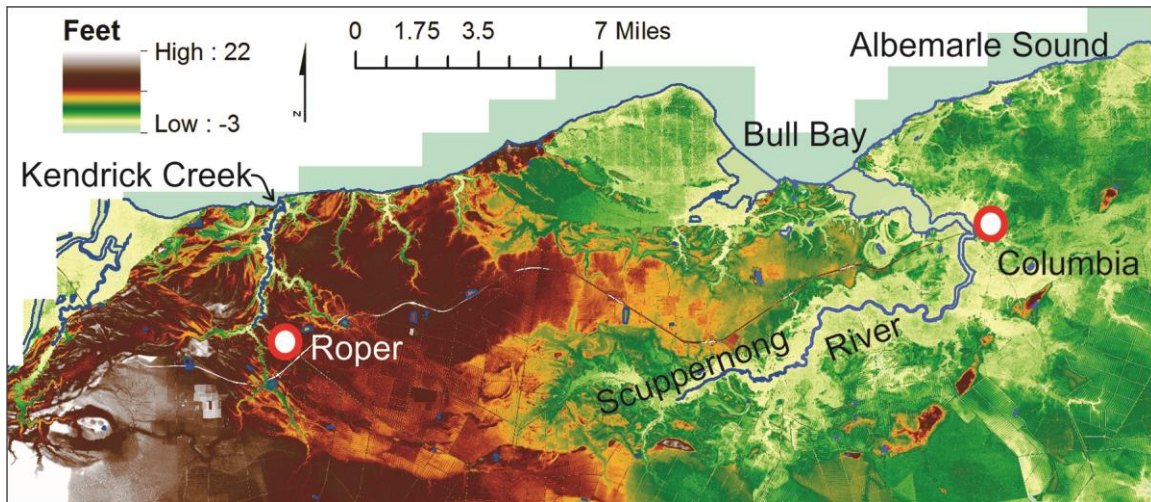 Feet
High : 22
Low : -3
0 1.75 3.5 7 Miles
z
Albemarle Sound
Bull Bay
Kendrick Creek
Columbia
Roper
Scuppernong River